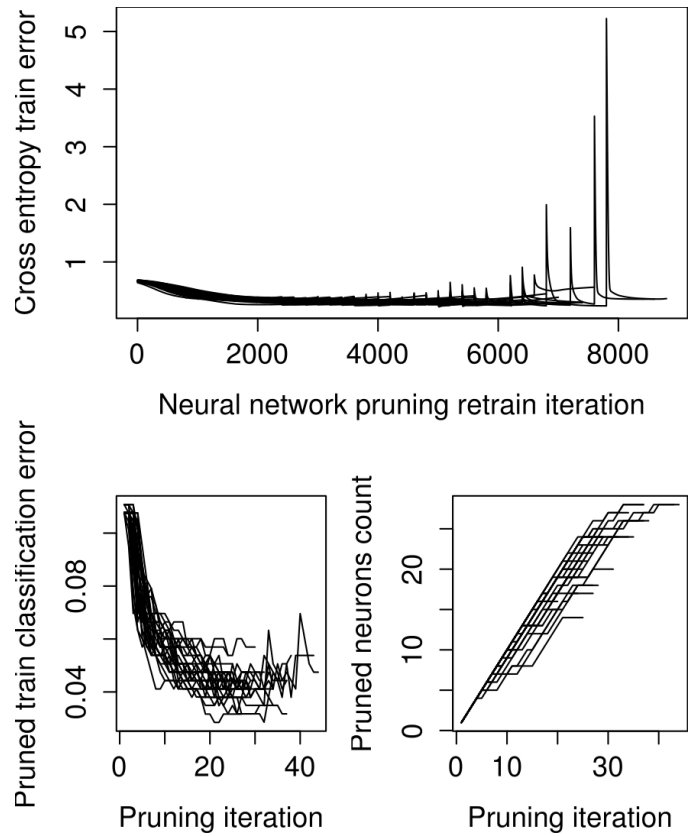 Cross entropy train error
5
4
3
2
1
0 2000 4000 6000 8000
Neural network pruning retrain iteration
Pruned train classification error
0.08
0.04
0 20 40
Pruning iteration
Pruned neurons count
20
10
0
0 10 30
Pruning iteration